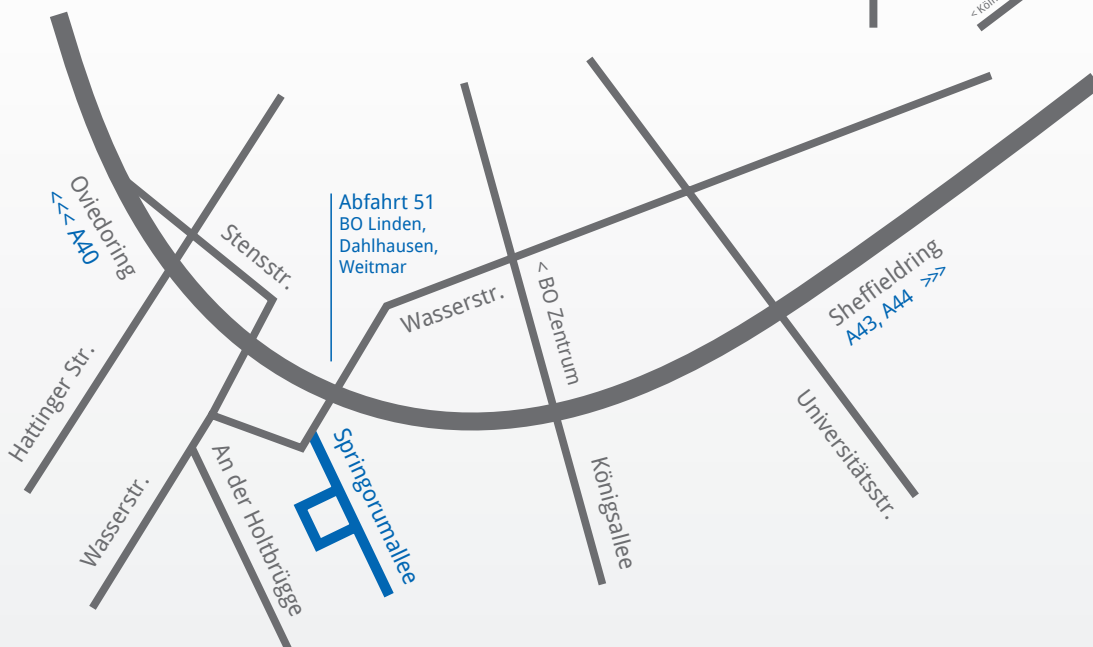 < Köln
Oviedoring
<<< A40
Stensstr.
Abfahrt 51
BO Linden,
Dahlhausen,
Weitmar
Wasserstr.
< BO Zentrum
Sheffieldring
A43, A44 >>>
Hattinger Str.
Wasserstr.
An der Holtbrügge
Springorumallee
Königsallee
Universitätsstr.